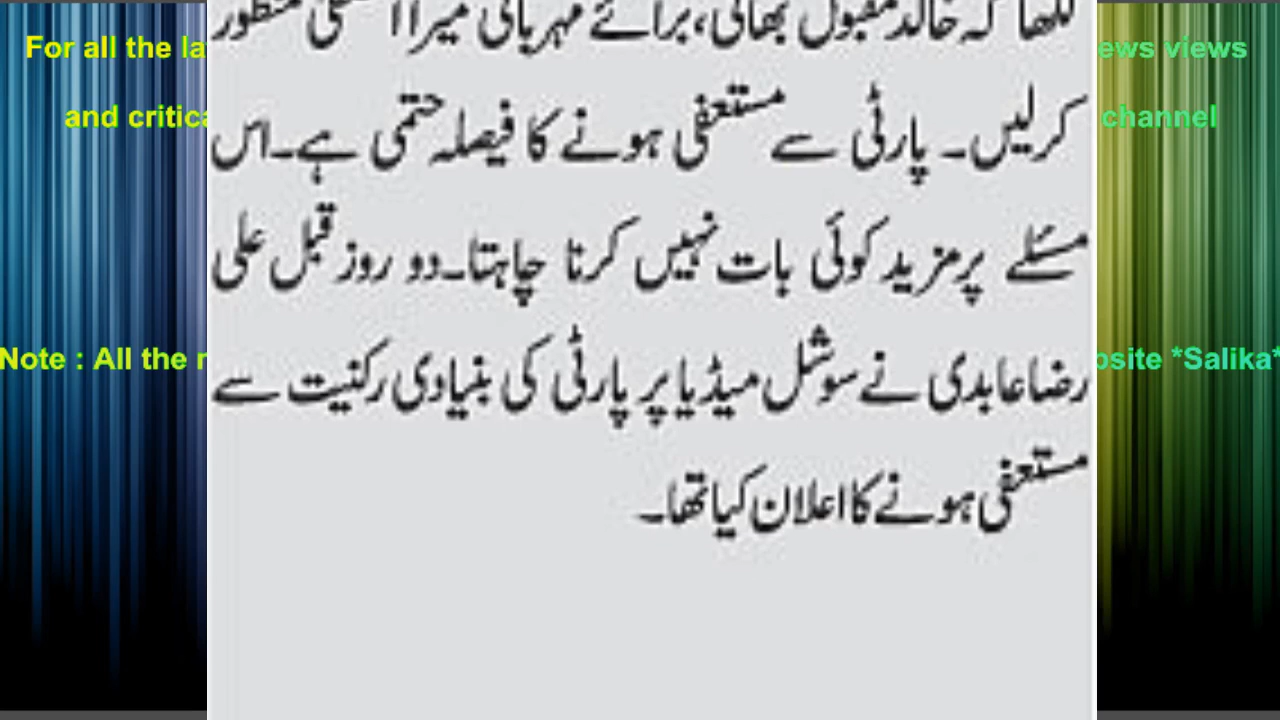 لکھا کہ خالد مقبول بھائی، برائے مہربانی میرا استعفیٰ منظور
کرلیں۔ پارٹی سے مستعفی ہونے کا فیصلہ حتمی ہے۔ اس
مسئلے پر مزید کوئی بات نہیں کرنا چاہتا۔ دو روز قبل علی
رضا عابدی نے سوشل میڈیا پر پارٹی کی بنیادی رکنیت سے
مستعفی ہونے کا اعلان کیا تھا۔
For all the la
ews views
and critica
channel
Note : All the r
bsite *Salika*